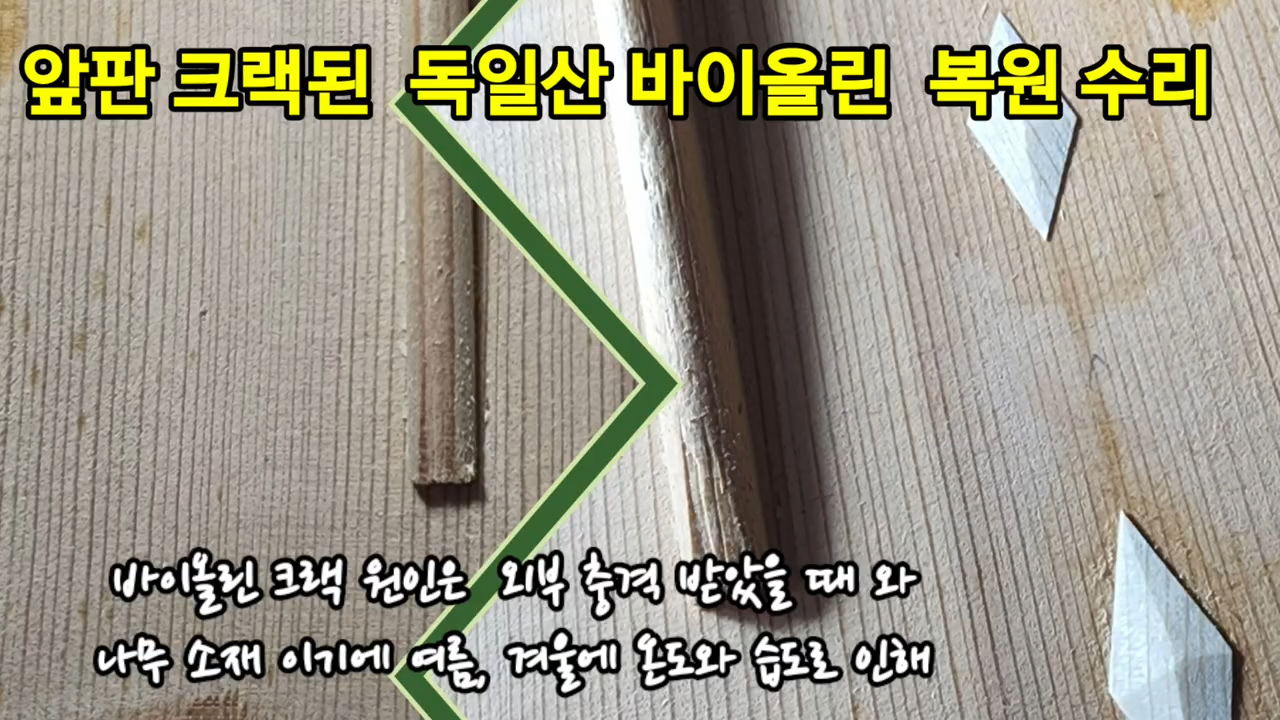 앞판 크랙된 독일산 바이올린 복원 수리
바이올린 크랙 원인은 외부 충격 받았을 때 와
나무 소재 이기에 여름, 겨울에 온도와 습도로 인해